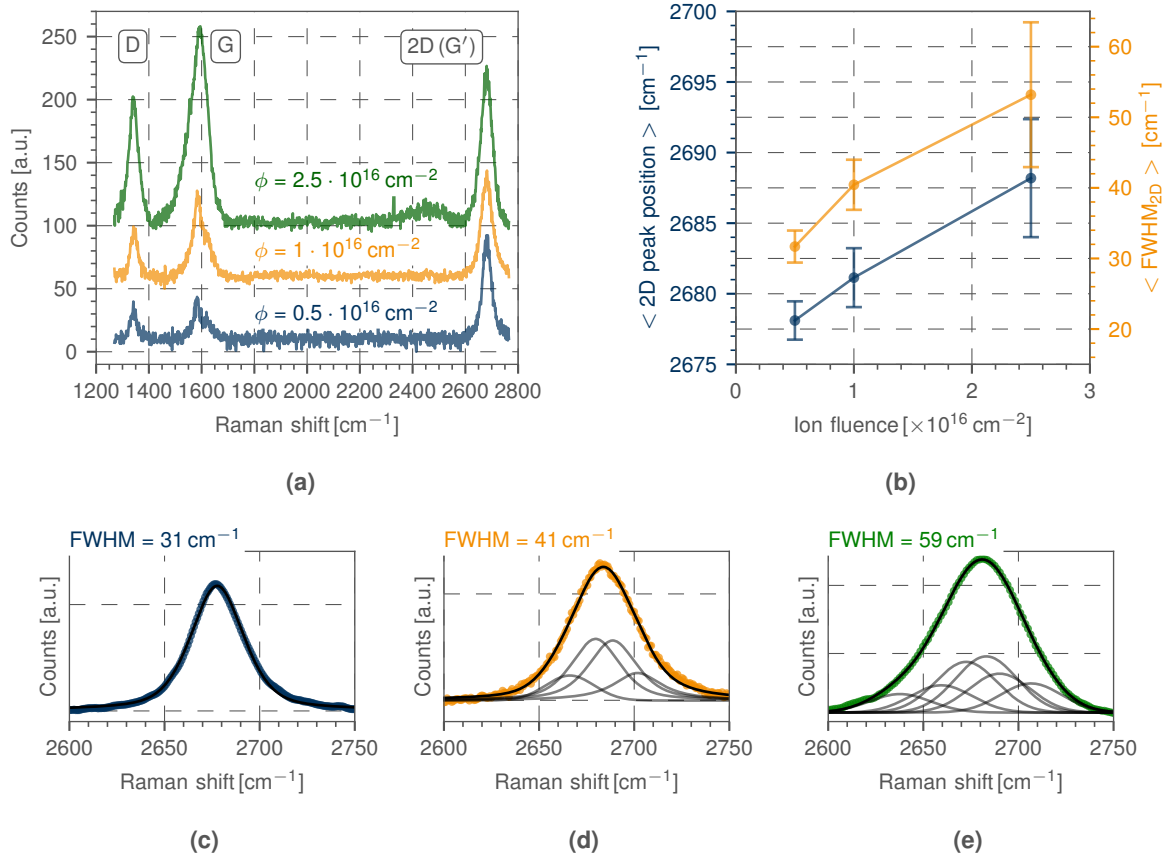 D G 2D (G′)
250
200
150
100
50
0
Counts [a.u.]
ϕ = 2.5 · 10¹⁶ cm⁻²
ϕ = 1 · 10¹⁶ cm⁻²
ϕ = 0.5 · 10¹⁶ cm⁻²
1200 1400 1600 1800 2000 2200 2400 2600 2800
Raman shift [cm⁻¹]
(a)
2700
2695
2690
2685
2680
2675
< 2D peak position > [cm⁻¹]
60
50
40
30
20
< FWHM₂D > [cm⁻¹]
0 1 2 3
Ion fluence [×10¹⁶ cm⁻²]
(b)
FWHM = 31 cm⁻¹
Counts [a.u.]
2600 2650 2700 2750
Raman shift [cm⁻¹]
(c)
FWHM = 41 cm⁻¹
Counts [a.u.]
2600 2650 2700 2750
Raman shift [cm⁻¹]
(d)
FWHM = 59 cm⁻¹
Counts [a.u.]
2600 2650 2700 2750
Raman shift [cm⁻¹]
(e)